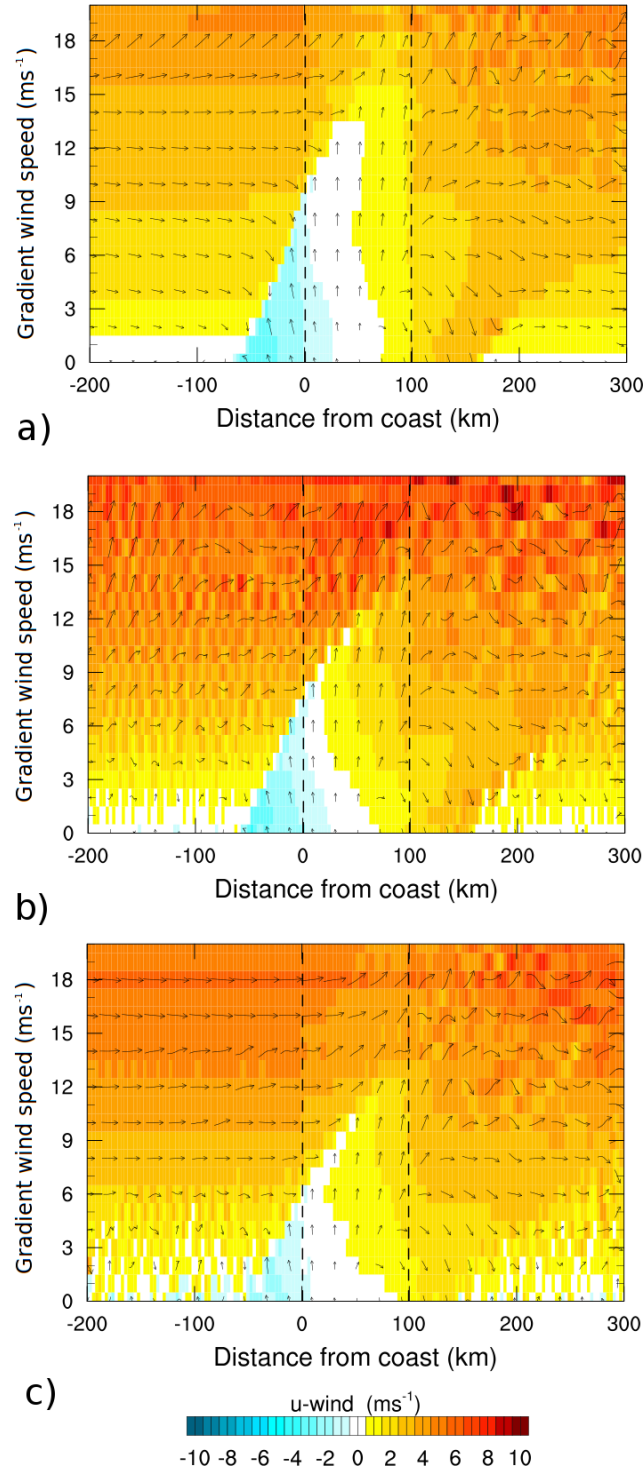 18
15
12
9
6
3
0
Gradient wind speed (ms⁻¹)
-200 -100 0 100 200 300
Distance from coast (km)
a)
18
15
12
9
6
3
0
Gradient wind speed (ms⁻¹)
-200 -100 0 100 200 300
Distance from coast (km)
b)
18
15
12
9
6
3
0
Gradient wind speed (ms⁻¹)
-200 -100 0 100 200 300
Distance from coast (km)
c)
u-wind (ms⁻¹)
-10 -8 -6 -4 -2 0 2 4 6 8 10